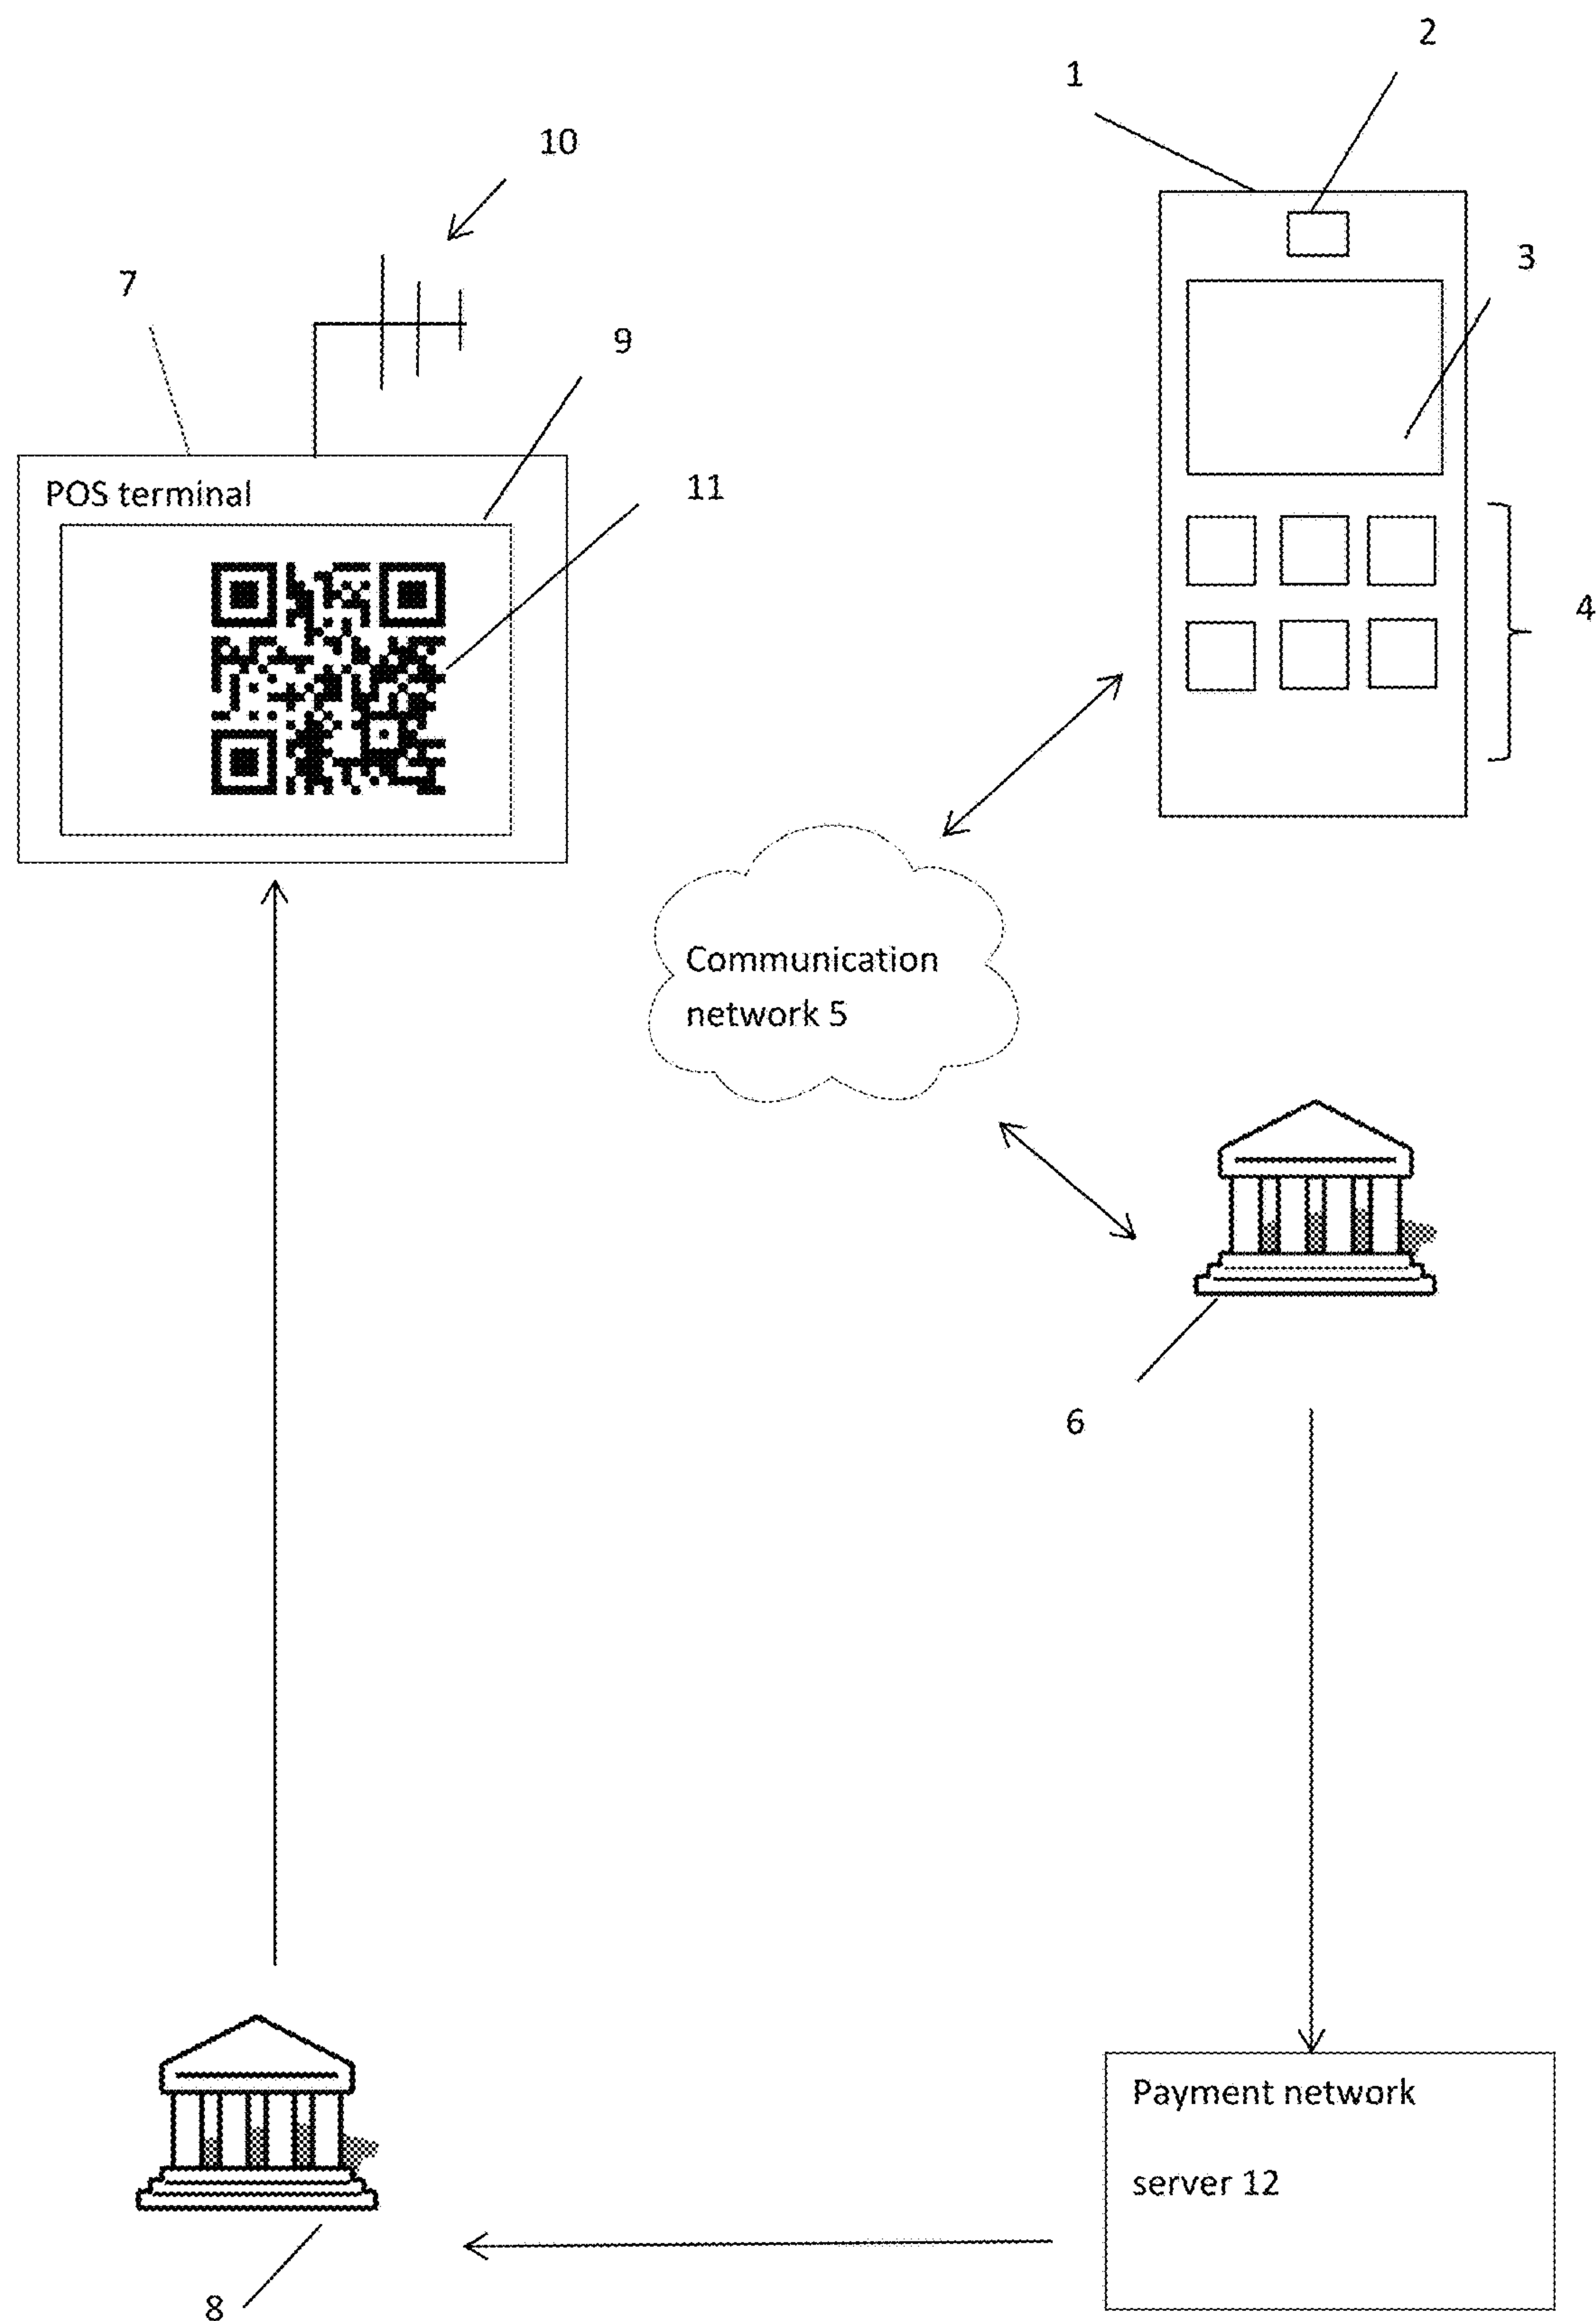 2
1
10
3
7
9
POS terminal
11
4
Communication
network 5
6
Payment network
server 12
8